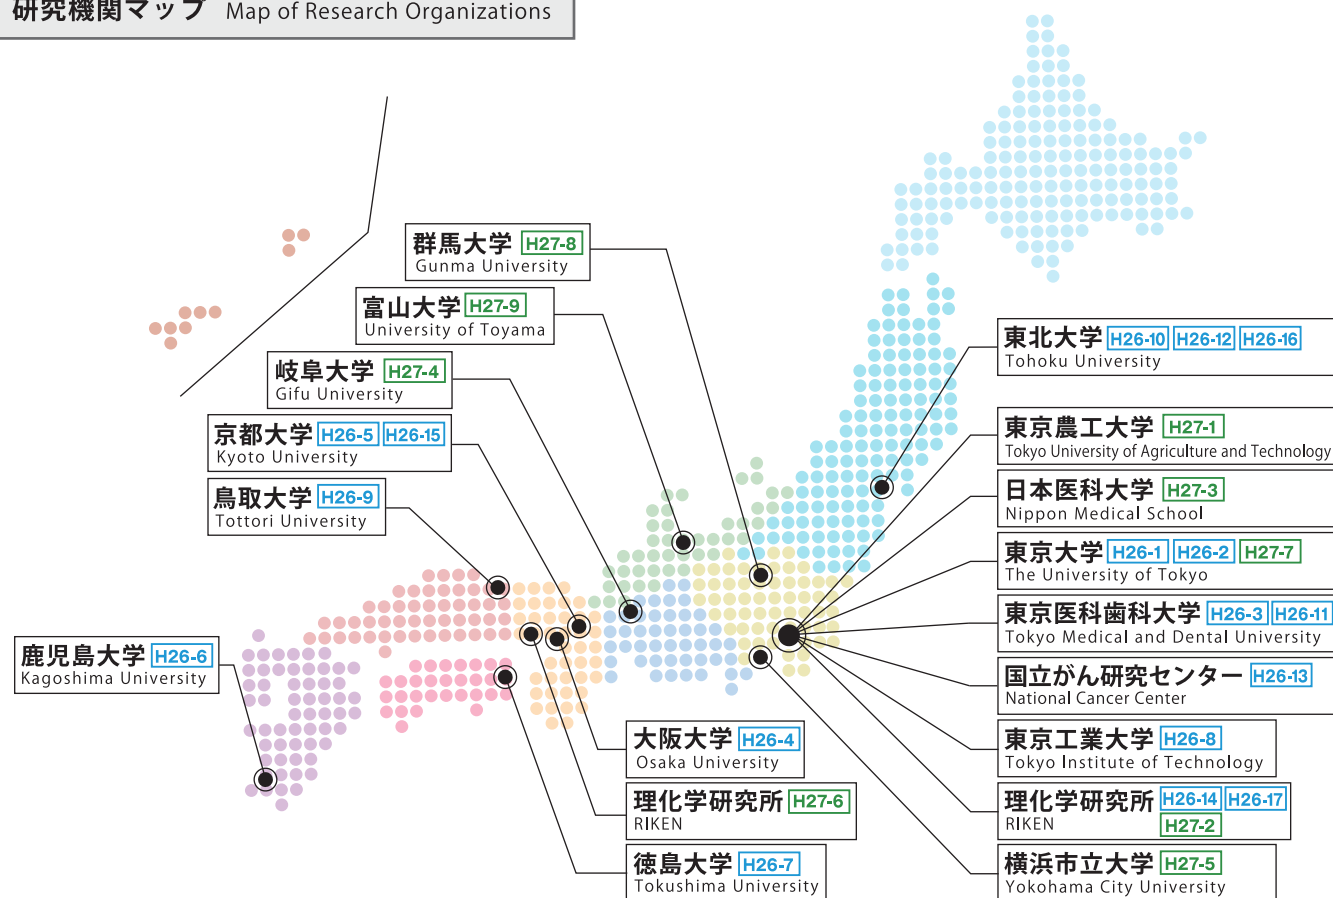 研究機関マップ Map of Research Organizations
群馬大学 H27-8
Gunma University
富山大学 H27-9
University of Toyama
岐阜大学 H27-4
Gifu University
京都大学 H26-5 H26-15
Kyoto University
鳥取大学 H26-9
Tottori University
鹿児島大学 H26-6
Kagoshima University
大阪大学 H26-4
Osaka University
理化学研究所 H27-6
RIKEN
徳島大学 H26-7
Tokushima University
東北大学 H26-10 H26-12 H26-16
Tohoku University
東京農工大学 H27-1
Tokyo University of Agriculture and Technology
日本医科大学 H27-3
Nippon Medical School
東京大学 H26-1 H26-2 H27-7
The University of Tokyo
東京医科歯科大学 H26-3 H26-11
Tokyo Medical and Dental University
国立がん研究センター H26-13
National Cancer Center
東京工業大学 H26-8
Tokyo Institute of Technology
理化学研究所 H26-14 H26-17
RIKEN H27-2
横浜市立大学 H27-5
Yokohama City University